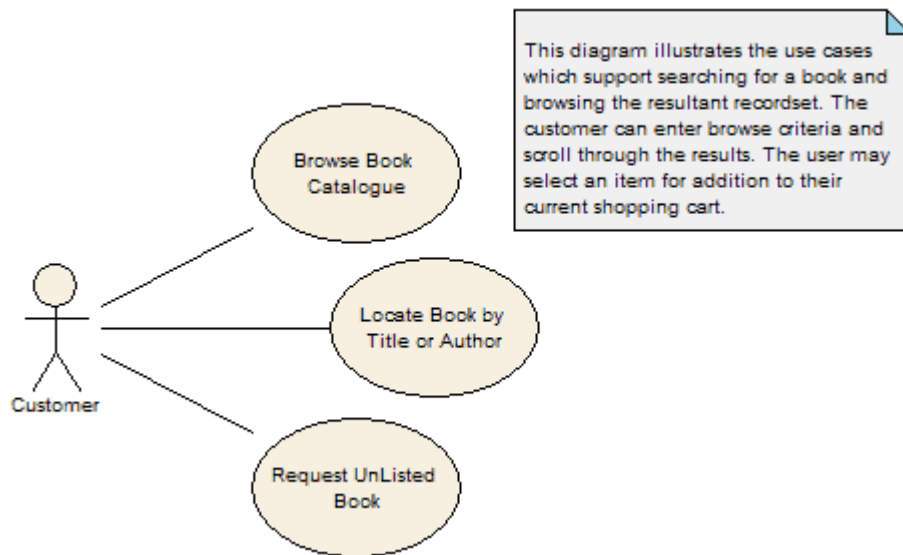 This diagram illustrates the use cases
which support searching for a book and
browsing the resultant recordset. The
customer can enter browse criteria and
scroll through the results. The user may
select an item for addition to their
current shopping cart.
Browse Book
Catalogue
Locate Book by
Title or Author
Customer
Request UnListed
Book